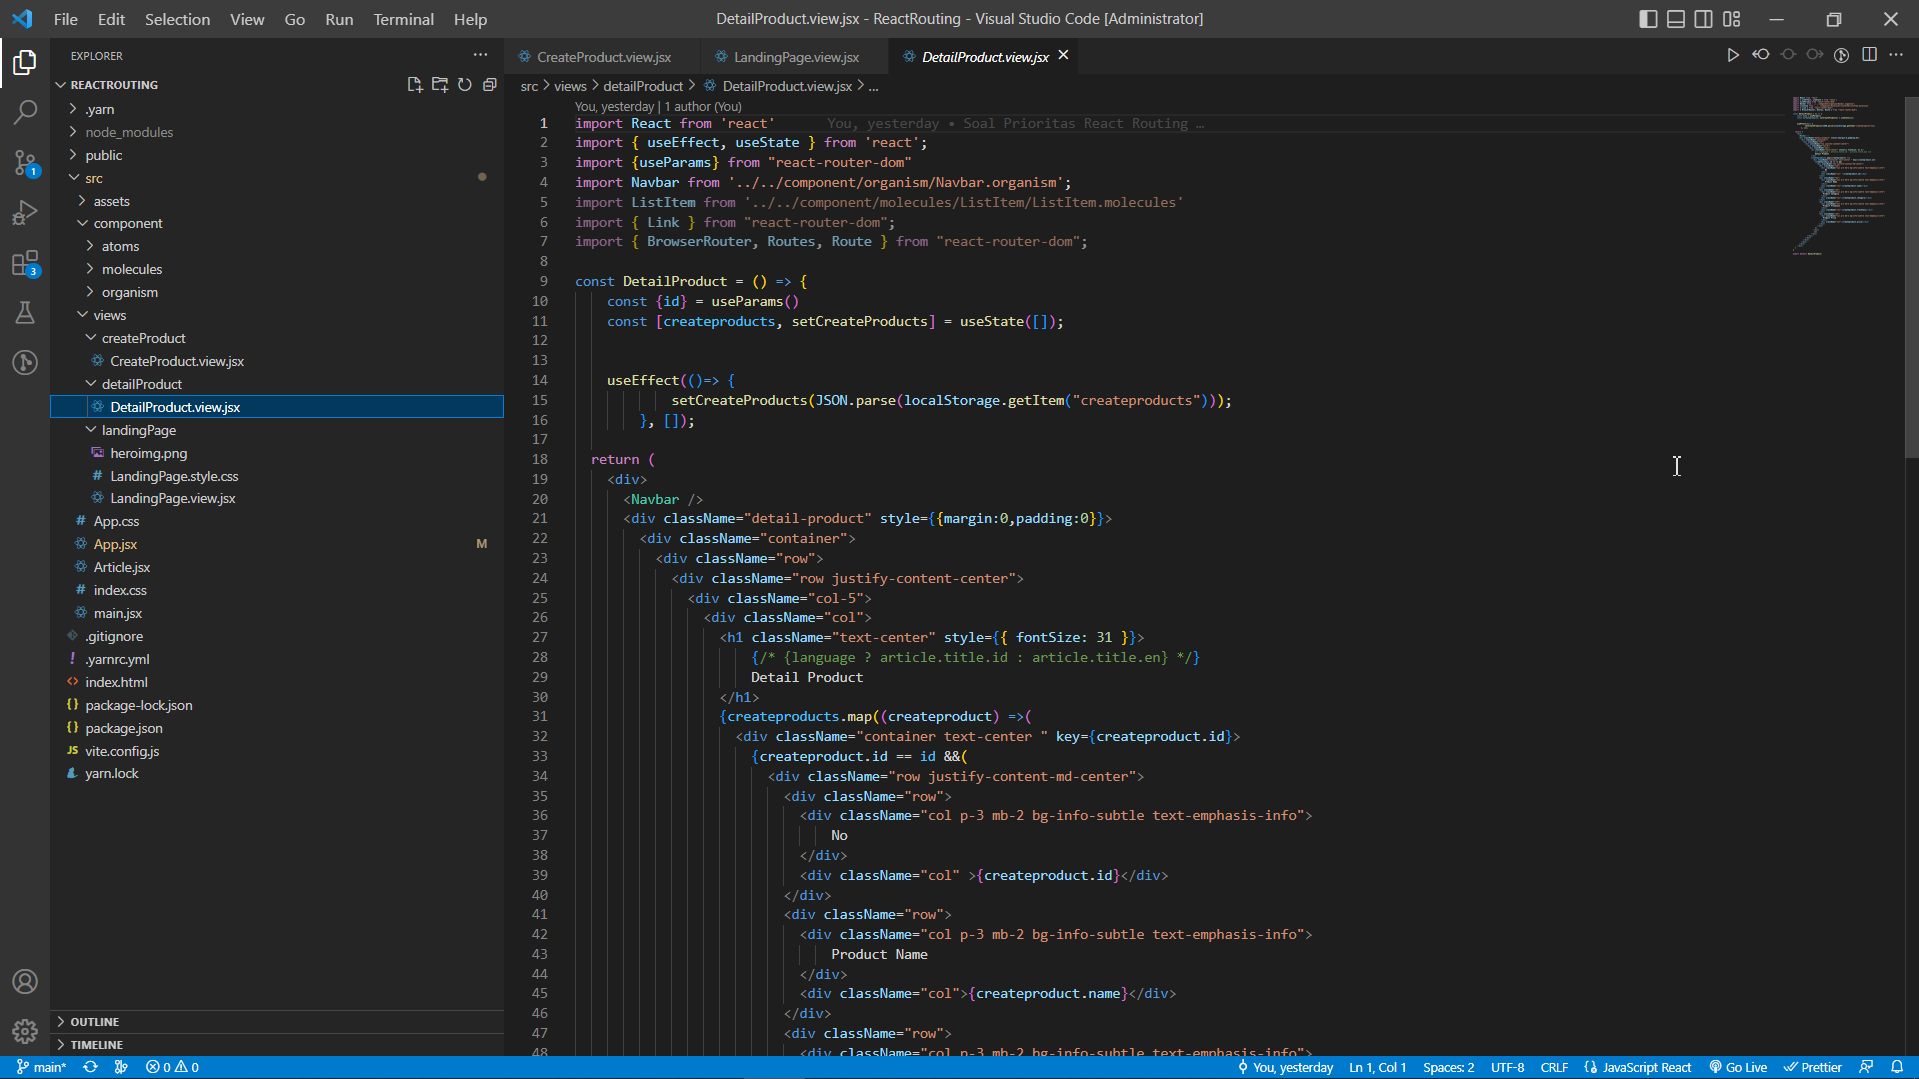 File Edit Selection View Go Run Terminal Help
DetailProduct.view.jsx - ReactRouting - Visual Studio Code [Administrator]
EXPLORER
REACTROUTING
.yarn
node_modules
public
src
assets
component
atoms
molecules
organism
views
createProduct
CreateProduct.view.jsx
detailProduct
DetailProduct.view.jsx
landingPage
heroimg.png
# LandingPage.style.css
LandingPage.view.jsx
# App.css
App.jsx M
Article.jsx
# index.css
main.jsx
.gitignore
! .yarnrc.yml
<> index.html
{} package-lock.json
{} package.json
JS vite.config.js
yarn.lock
OUTLINE
TIMELINE
1
3
CreateProduct.view.jsx LandingPage.view.jsx DetailProduct.view.jsx
src > views > detailProduct > DetailProduct.view.jsx > ...
You, yesterday | 1 author (You)
1 import React from 'react' You, yesterday • Soal Prioritas React Routing …
2 import { useEffect, useState } from 'react';
3 import {useParams} from "react-router-dom"
4 import Navbar from '../../component/organism/Navbar.organism';
5 import ListItem from '../../component/molecules/ListItem/ListItem.molecules'
6 import { Link } from "react-router-dom";
7 import { BrowserRouter, Routes, Route } from "react-router-dom";
8
9 const DetailProduct = () => {
10 const {id} = useParams()
11 const [createproducts, setCreateProducts] = useState([]);
12
13
14 useEffect(()=> {
15 setCreateProducts(JSON.parse(localStorage.getItem("createproducts")));
16 }, []);
17
18 return (
19 <div>
20 <Navbar />
21 <div className="detail-product" style={{margin:0,padding:0}}>
22 <div className="container">
23 <div className="row">
24 <div className="row justify-content-center">
25 <div className="col-5">
26 <div className="col">
27 <h1 className="text-center" style={{ fontSize: 31 }}>
28 {/* {language ? article.title.id : article.title.en} */}
29 Detail Product
30 </h1>
31 {createproducts.map((createproduct) =>(
32 <div className="container text-center " key={createproduct.id}>
33 {createproduct.id == id &&(
34 <div className="row justify-content-md-center">
35 <div className="row">
36 <div className="col p-3 mb-2 bg-info-subtle text-emphasis-info">
37 No
38 </div>
39 <div className="col" >{createproduct.id}</div>
40 </div>
41 <div className="row">
42 <div className="col p-3 mb-2 bg-info-subtle text-emphasis-info">
43 Product Name
44 </div>
45 <div className="col">{createproduct.name}</div>
46 </div>
47 <div className="row">
48 <div className="col p-3 mb-2 bg-info-subtle text-emphasis-info">
main* 0 0 You, yesterday Ln 1, Col 1 Spaces: 2 UTF-8 CRLF {} JavaScript React Go Live Prettier